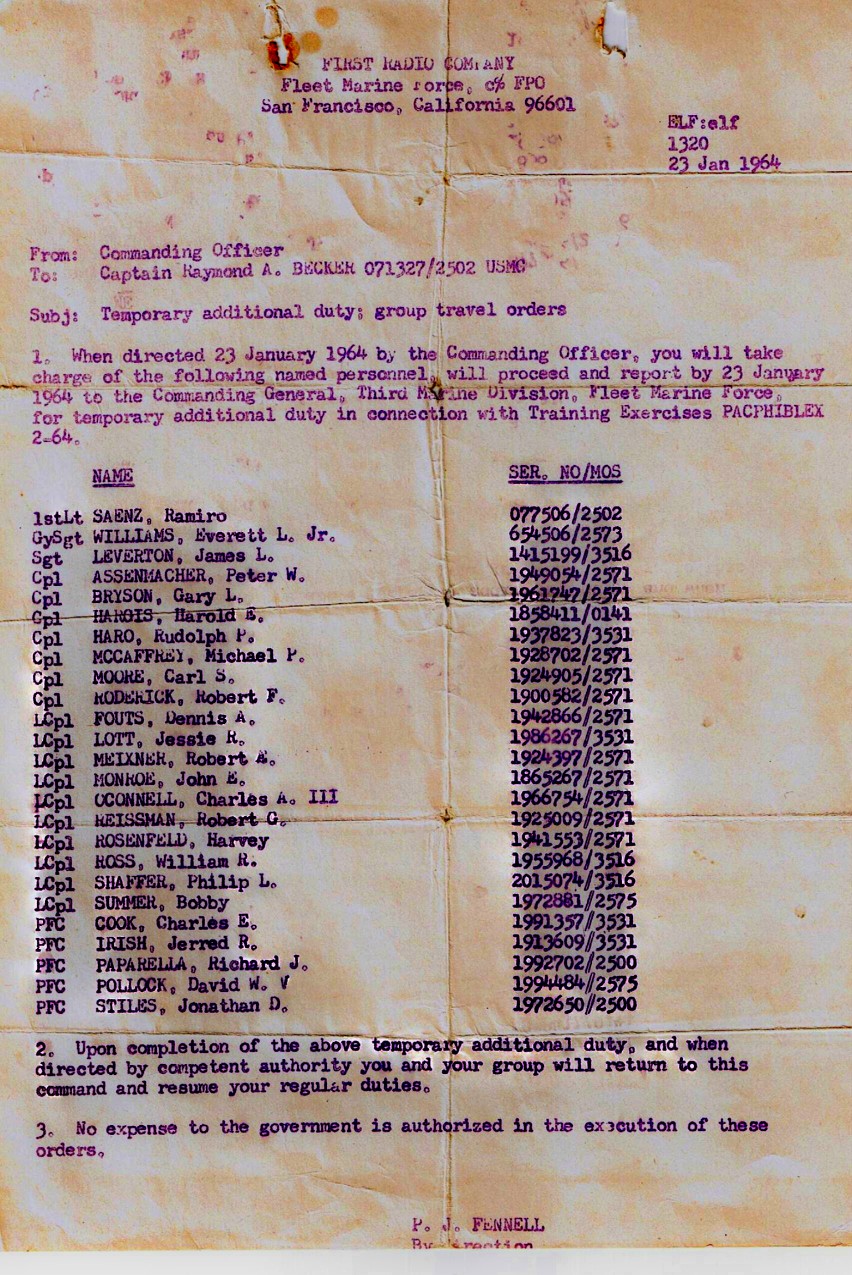 FIRST RADIO COMPANY
Fleet Marine Force, c/o FPO
San Francisco, California 96601
ELF:elf
1320
23 Jan 1964
From: Commanding Officer
To: Captain Raymond A. BECKER 071327/2502 USMC
Subj: Temporary additional duty; group travel orders
1. When directed 23 January 1964 by the Commanding Officer, you will take
charge of the following named personnel, will proceed and report by 23 January
1964 to the Commanding General, Third Marine Division, Fleet Marine Force,
for temporary additional duty in connection with Training Exercises PACPHIBLEX
2-64.
NAME SER. NO/MOS
1stLt SAENZ, Ramiro 077506/2502
GySgt WILLIAMS, Everett L. Jr. 654506/2573
Sgt LEVERTON, James L. 1415199/3516
Cpl ASSENMACHER, Peter W. 1949054/2571
Cpl BRYSON, Gary L. 1961747/2571
Cpl HARGIS, Harold E. 1858411/0141
Cpl HARO, Rudolph P. 1937823/3531
Cpl MCCAFFREY, Michael P. 1928702/2571
Cpl MOORE, Carl S. 1924905/2571
Cpl RODERICK, Robert F. 1900582/2571
LCpl FOUTS, Dennis A. 1942866/2571
LCpl LOTT, Jessie R. 1986267/3531
LCpl MEIXNER, Robert E. 1924397/2571
LCpl MONROE, John E. 1865267/2571
LCpl OCONNELL, Charles A. III 1966754/2571
LCpl REISSMAN, Robert G. 1925009/2571
LCpl ROSENFELD, Harvey 1941553/2571
LCpl ROSS, William R. 1955968/3516
LCpl SHAFFER, Philip L. 2015074/3516
LCpl SUMMER, Bobby 1972881/2575
PFC COOK, Charles E. 1991357/3531
PFC IRISH, Jerred R. 1913609/3531
PFC PAPARELLA, Richard J. 1992702/2500
PFC POLLOCK, David W. V 1994484/2575
PFC STILES, Jonathan D. 1972650/2500
2. Upon completion of the above temporary additional duty, and when
directed by competent authority you and your group will return to this
command and resume your regular duties.
3. No expense to the government is authorized in the execution of these
orders.
P. J. FENNELL
By direction